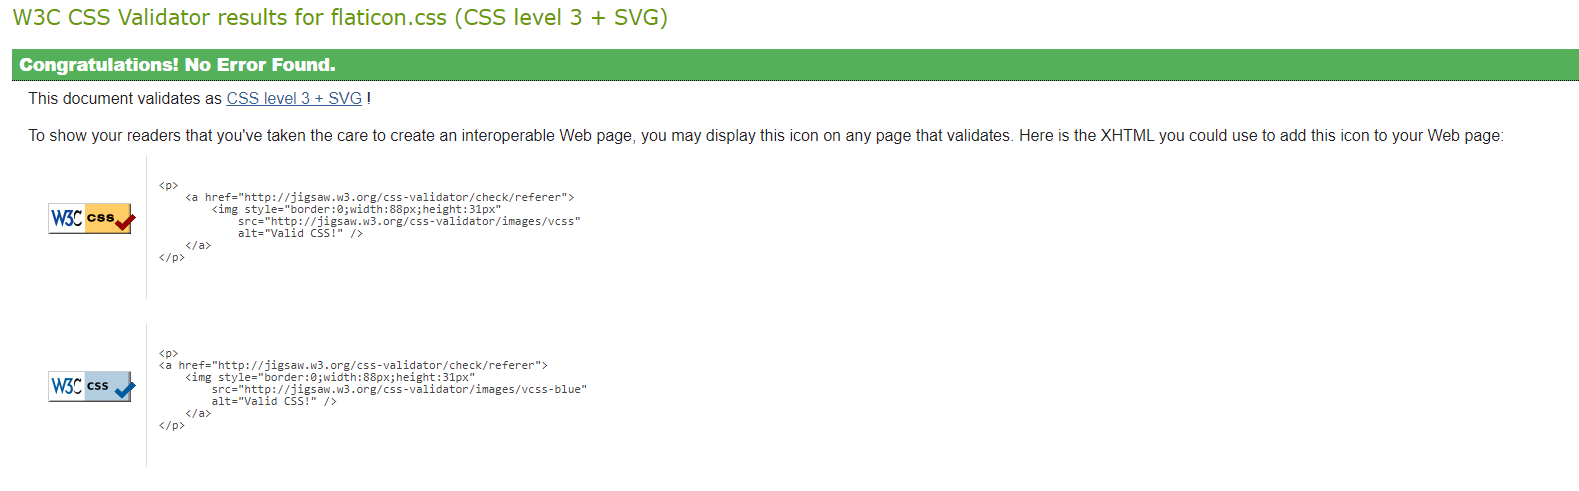 W3C CSS Validator results for flaticon.css (CSS level 3 + SVG)
Congratulations! No Error Found.
This document validates as CSS level 3 + SVG !
To show your readers that you've taken the care to create an interoperable Web page, you may display this icon on any page that validates. Here is the XHTML you could use to add this icon to your Web page:
W3C css
<p>
    <a href="http://jigsaw.w3.org/css-validator/check/referer">
        <img style="border:0;width:88px;height:31px"
            src="http://jigsaw.w3.org/css-validator/images/vcss"
            alt="Valid CSS!" />
    </a>
</p>
W3C css
<p>
<a href="http://jigsaw.w3.org/css-validator/check/referer">
    <img style="border:0;width:88px;height:31px"
        src="http://jigsaw.w3.org/css-validator/images/vcss-blue"
        alt="Valid CSS!" />
    </a>
</p>